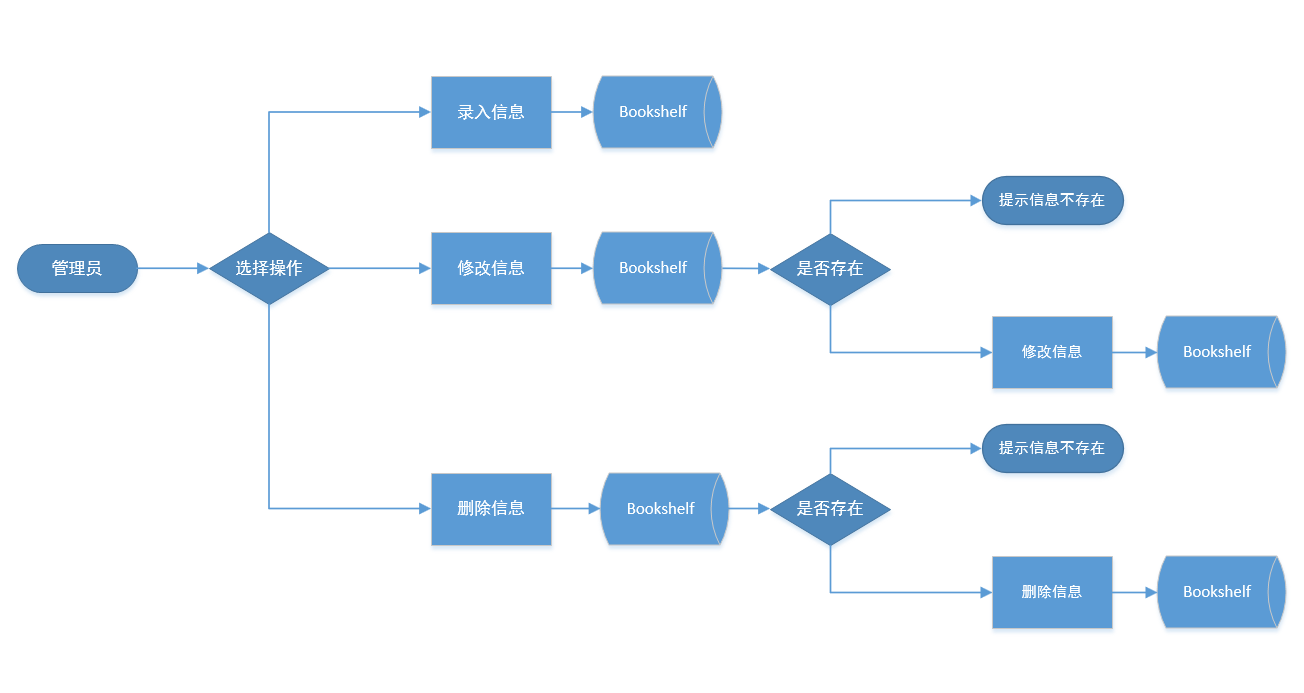 录入信息
Bookshelf
提示信息不存在
管理员
选择操作
修改信息
Bookshelf
是否存在
修改信息
Bookshelf
提示信息不存在
删除信息
Bookshelf
是否存在
删除信息
Bookshelf